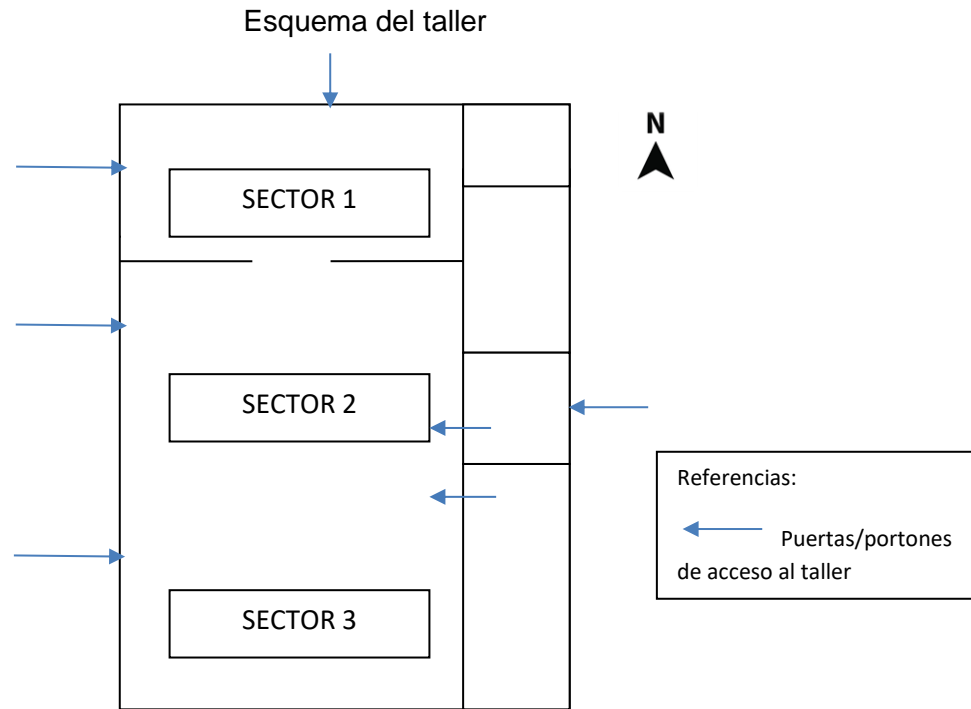 Esquema del taller
N
SECTOR 1
SECTOR 2
SECTOR 3
Referencias:
Puertas/portones
de acceso al taller